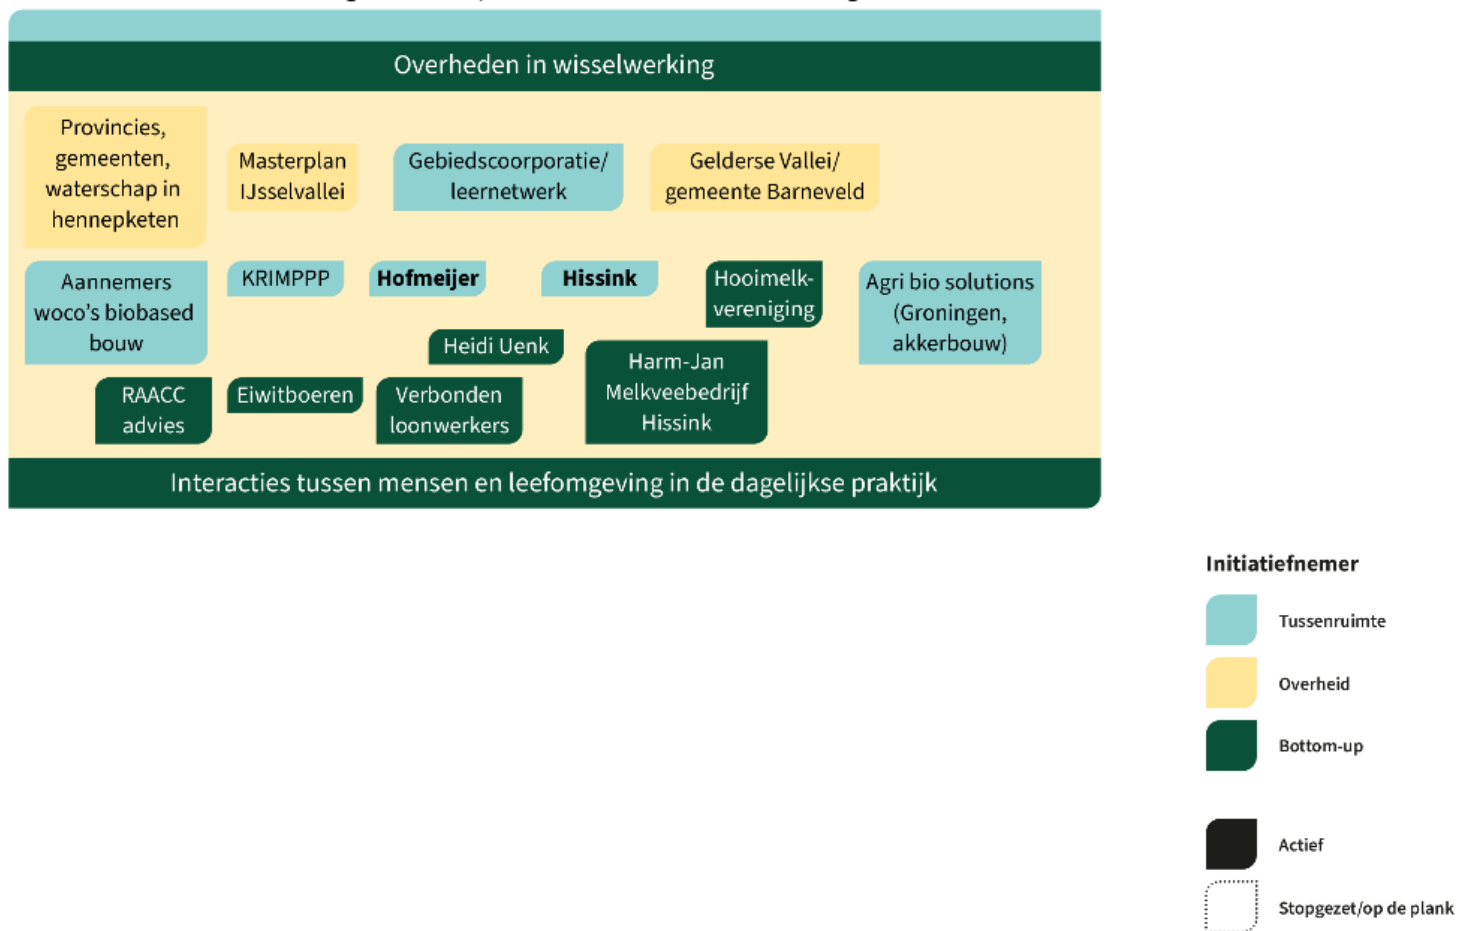 Overheden in wisselwerking
Provincies,
gemeenten,
waterschap in
hennepketen
Masterplan
IJsselvallei
Gebiedscoorporatie/
leernetwerk
Gelderse Vallei/
gemeente Barneveld
Aannemers
woco's biobased
bouw
KRIMPPP
Hofmeijer
Hissink
Hooimelk-
vereniging
Agri bio solutions
(Groningen,
akkerbouw)
Heidi Uenk
Harm-Jan
Melkveebedrijf
Hissink
RAACC
advies
Eiwitboeren
Verbonden
loonwerkers
Interacties tussen mensen en leefomgeving in de dagelijkse praktijk
Initiatiefnemer
Tussenruimte
Overheid
Bottom-up
Actief
Stopgezet/op de plank